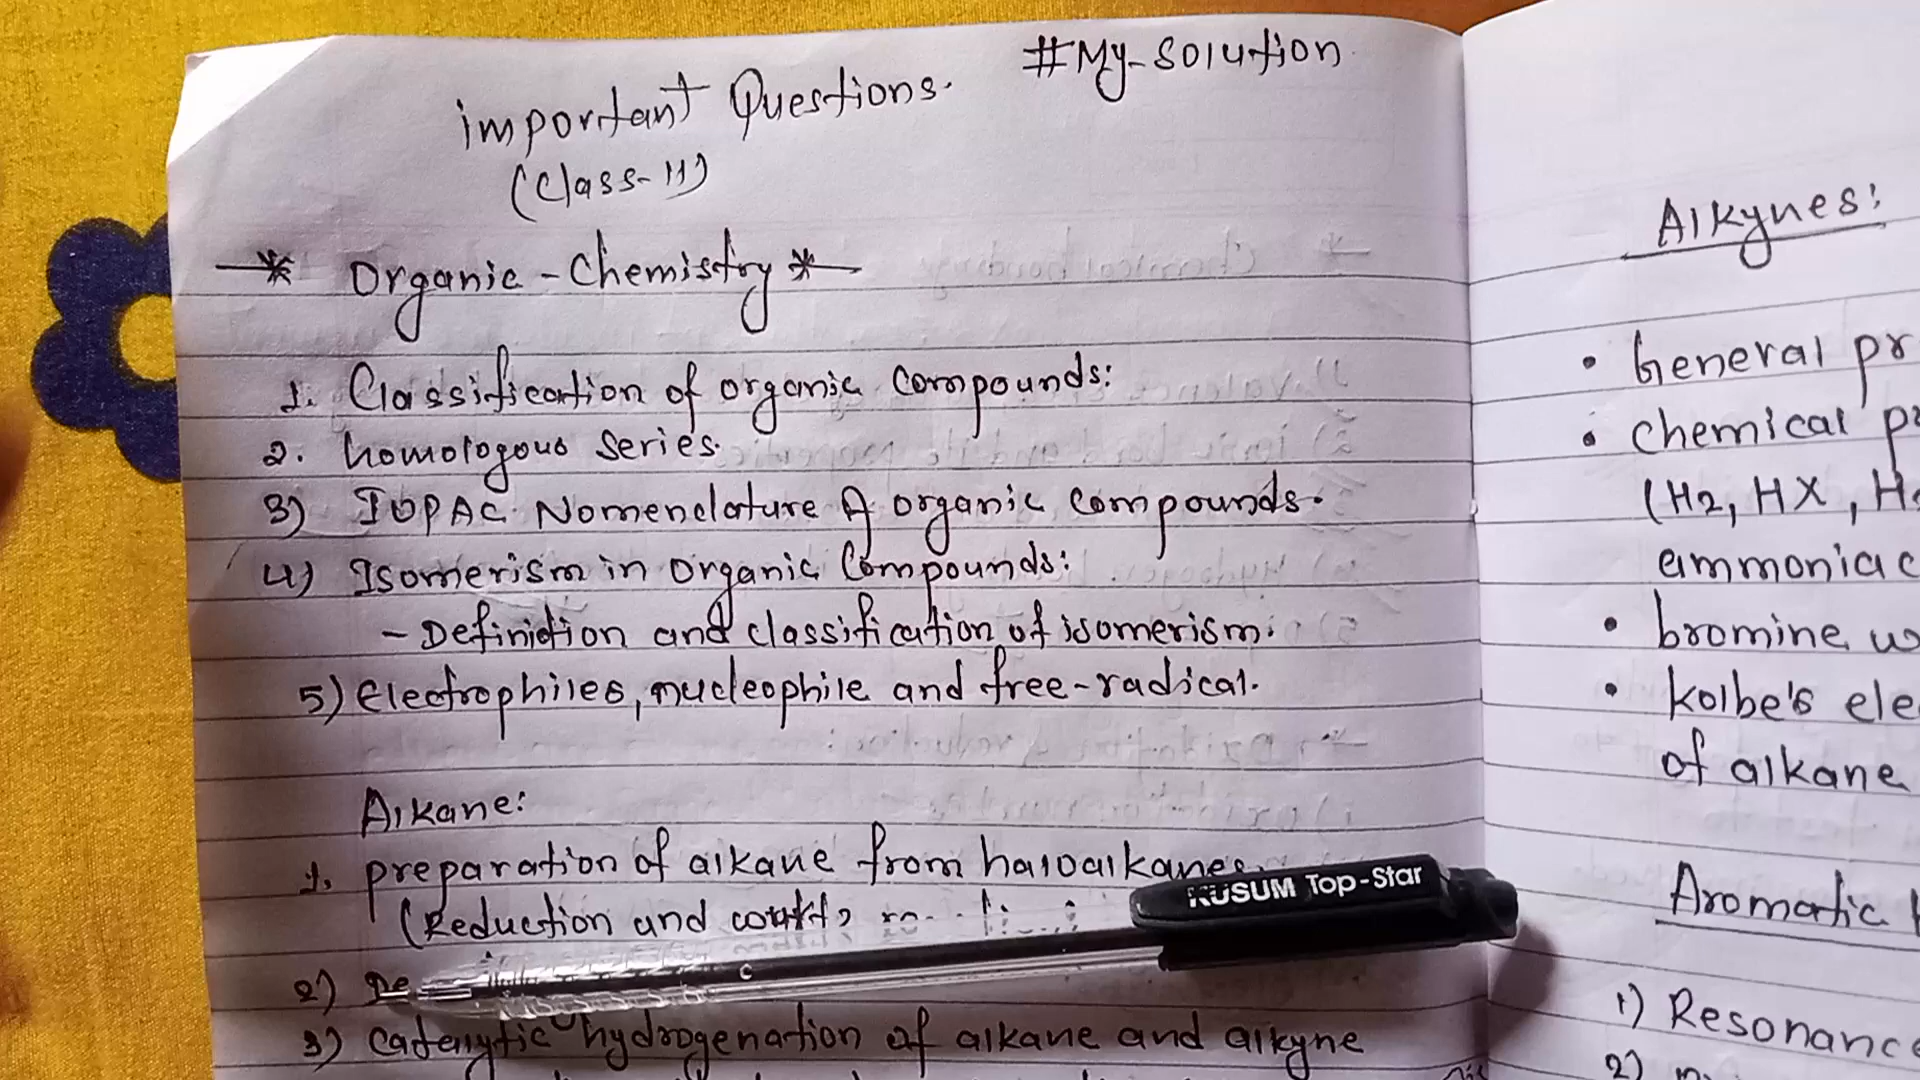 #My-Solution
important Questions.
(Class-11)
* Organic-Chemistry *
1. Classification of organic compounds:
2. homologous series.
3) IUPAC Nomenclature of organic compounds.
4) Isomerism in organic Compounds:
- Definition and classification of isomerism.
5) Electrophiles, nucleophile and free-radical.
Alkane:
1. preparation of alkane from haloalkanes
(Reduction and
2) De
3) Catalytic hydrogenation of alkane and alkyne
KUSUM Top-Star
Alkynes:
• General pr
• chemical
(H2, HX,
ammonia
• bromine
• kolbe's ele
of alkane
Aromatic
1) Resonance
2)